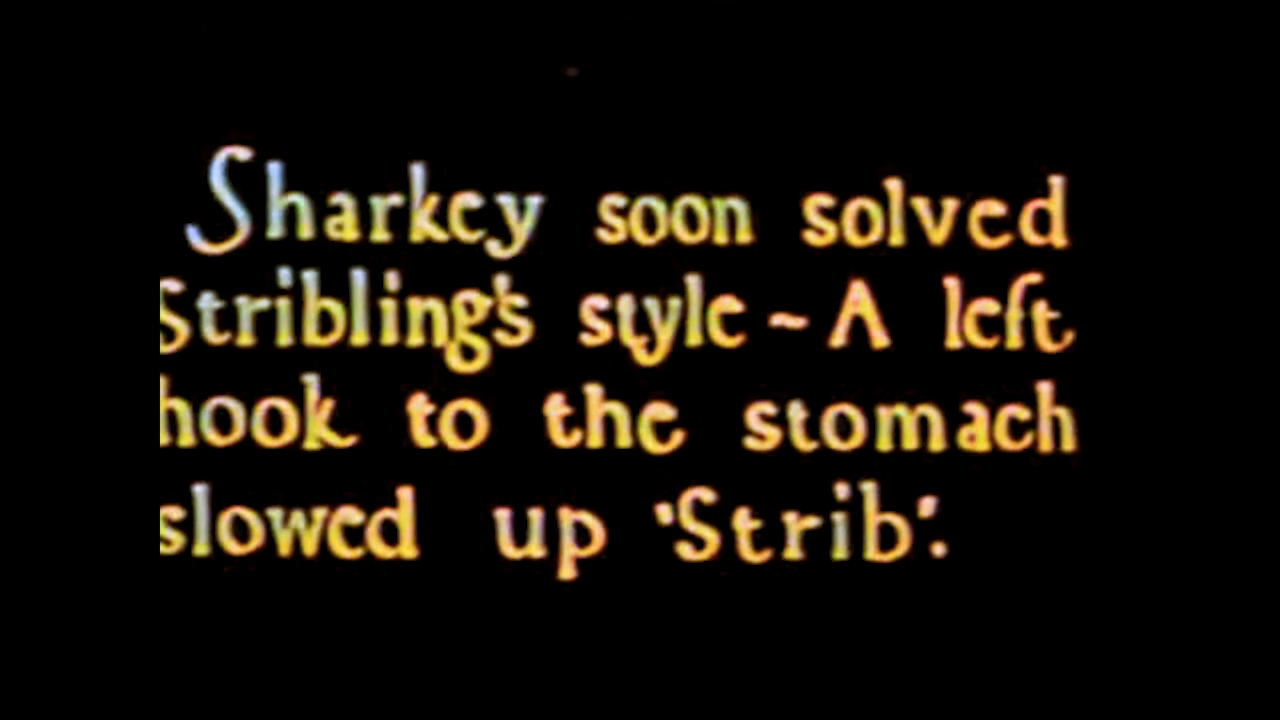 Sharkey soon solved
Stribling's style ~ A left
hook to the stomach
slowed up 'Strib'.